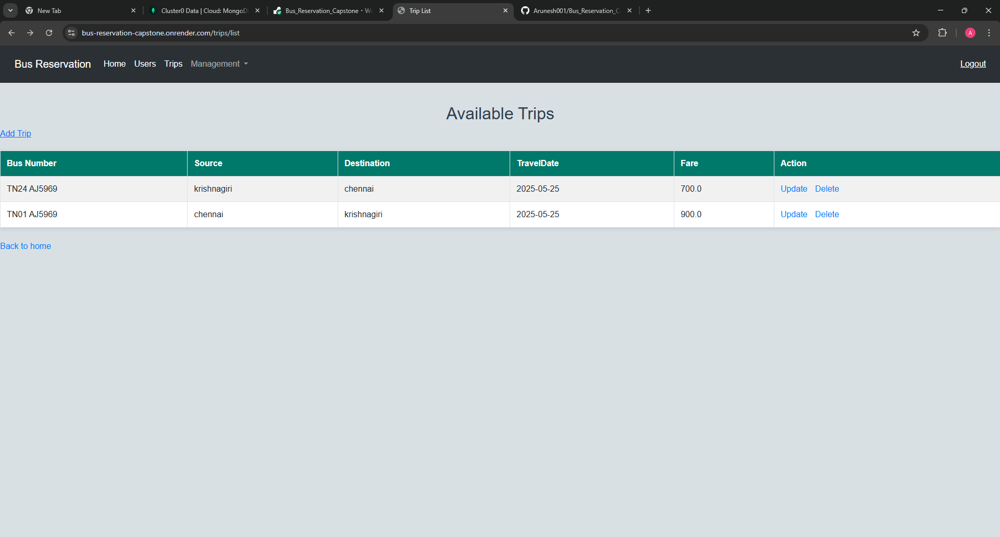 New Tab
Cluster0 Data | Cloud: MongoD
Bus_Reservation_Capstone · We
Trip List
Arunesh001/Bus_Reservation_C
bus-reservation-capstone.onrender.com/trips/list
A
Bus Reservation Home Users Trips Management Logout
Available Trips
Add Trip
Bus Number Source Destination TravelDate Fare Action
TN24 AJ5969 krishnagiri chennai 2025-05-25 700.0 Update Delete
TN01 AJ5969 chennai krishnagiri 2025-05-25 900.0 Update Delete
Back to home